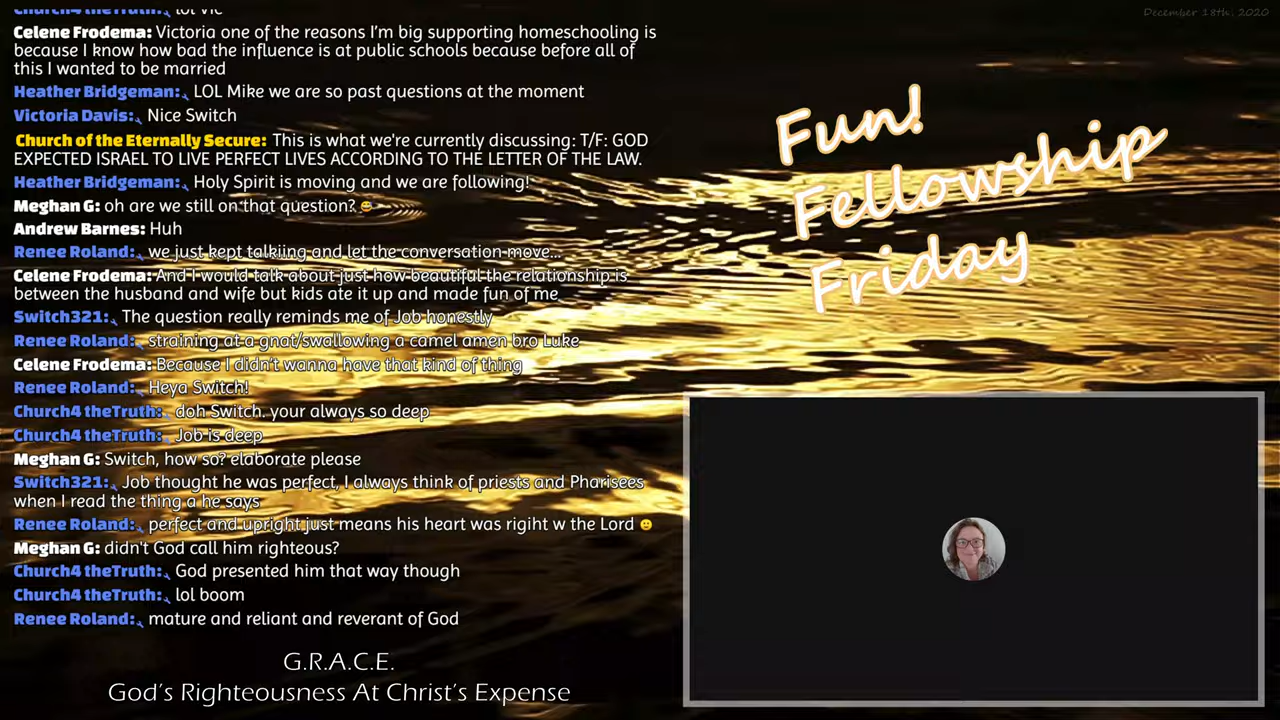 Church4 theTruth: lol Vic
December 18th, 2020
Celene Frodema: Victoria one of the reasons I'm big supporting homeschooling is
because I know how bad the influence is at public schools because before all of
this I wanted to be married
Heather Bridgeman: LOL Mike we are so past questions at the moment
Victoria Davis: Nice Switch
Church of the Eternally Secure: This is what we're currently discussing: T/F: GOD
EXPECTED ISRAEL TO LIVE PERFECT LIVES ACCORDING TO THE LETTER OF THE LAW.
Heather Bridgeman: Holy Spirit is moving and we are following!
Meghan G: oh are we still on that question?
Andrew Barnes: Huh
Renee Roland: we just kept talkiing and let the conversation move...
Celene Frodema: And I would talk about just how beautiful the relationship is
between the husband and wife but kids ate it up and made fun of me
Switch321: The question really reminds me of Job honestly
Renee Roland: straining at a gnat/swallowing a camel amen bro Luke
Celene Frodema: Because I didn't wanna have that kind of thing
Renee Roland: Heya Switch!
Church4 theTruth: doh Switch. your always so deep
Church4 theTruth: Job is deep
Meghan G: Switch, how so? elaborate please
Switch321: Job thought he was perfect, I always think of priests and Pharisees
when I read the thing a he says
Renee Roland: perfect and upright just means his heart was rigiht w the Lord
Meghan G: didn't God call him righteous?
Church4 theTruth: God presented him that way though
Church4 theTruth: lol boom
Renee Roland: mature and reliant and reverant of God
G.R.A.C.E.
God's Righteousness At Christ's Expense
Fun!
Fellowship
Friday